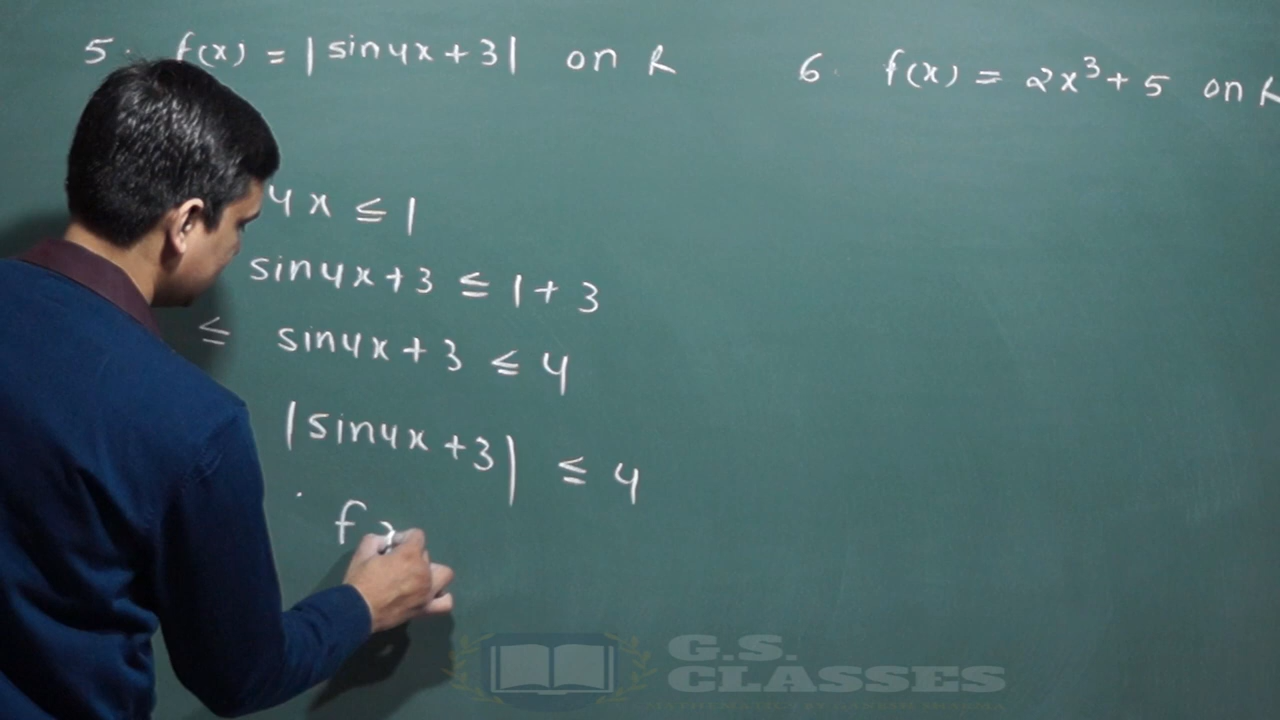 5. f(x) = |sin4x+3| on R
6. f(x) = 2x³+5 on R
4x ≤ 1
sin4x+3 ≤ 1+3
≤ sin4x+3 ≤ 4
|sin4x+3| ≤ 4
f
G.S.
CLASSES